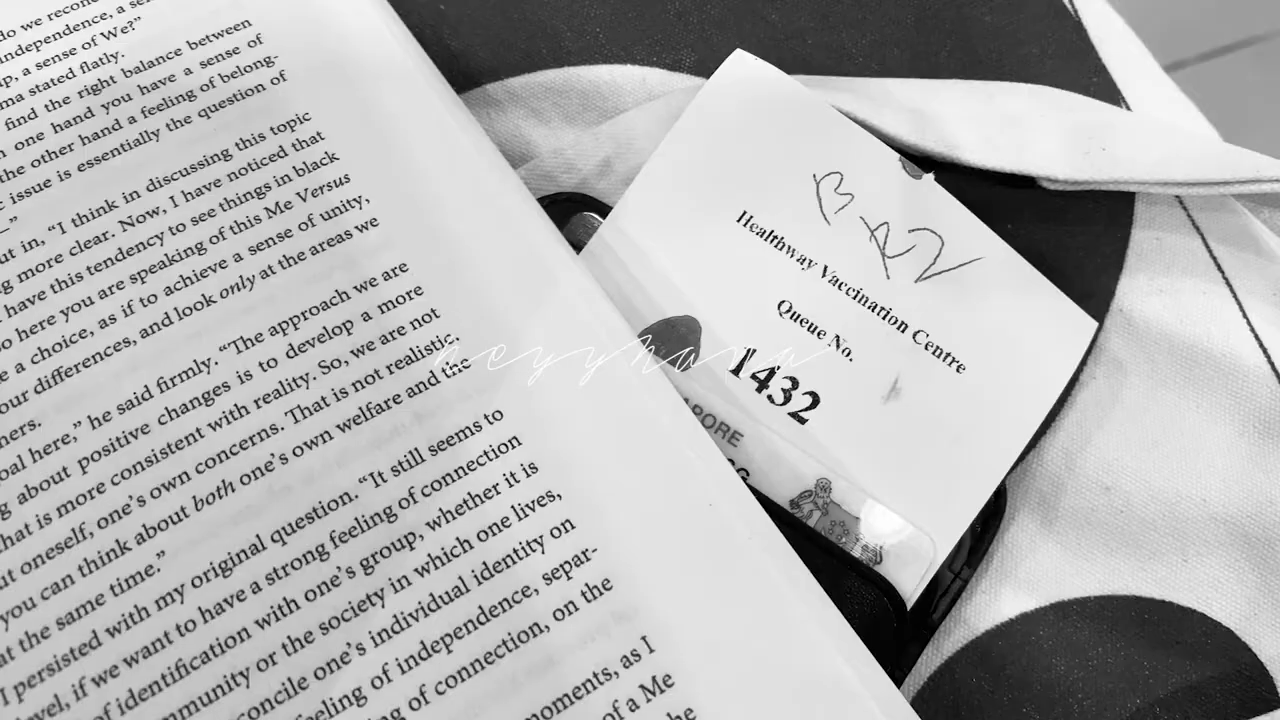 do we recon
independence, a sen
up, a sense of We?"
ma stated flatly.
find the right balance between
one hand you have a sense of
the other hand a feeling of belong-
issue is essentially the question of
—"
ut in, "I think in discussing this topic
g more clear. Now, I have noticed that
have this tendency to see things in black
o here you are speaking of this Me Versus
e a choice, as if to achieve a sense of unity,
our differences, and look only at the areas we
hers.
oal here," he said firmly. "The approach we are
g about positive changes is to develop a more
hat is more consistent with reality. So, we are not
ut oneself, one's own concerns. That is not realistic.
you can think about both one's own welfare and the
at the same time."
I persisted with my original question. "It still seems to
level, if we want to have a strong feeling of connection
of identification with one's group, whether it is
mmunity or the society in which one lives,
concile one's individual identity on
feeling of independence, separ-
ng of connection, on the
moments, as I
of a Me
he
B
R2
Healthway Vaccination Centre
Queue No.
1432
PORE
heyynava